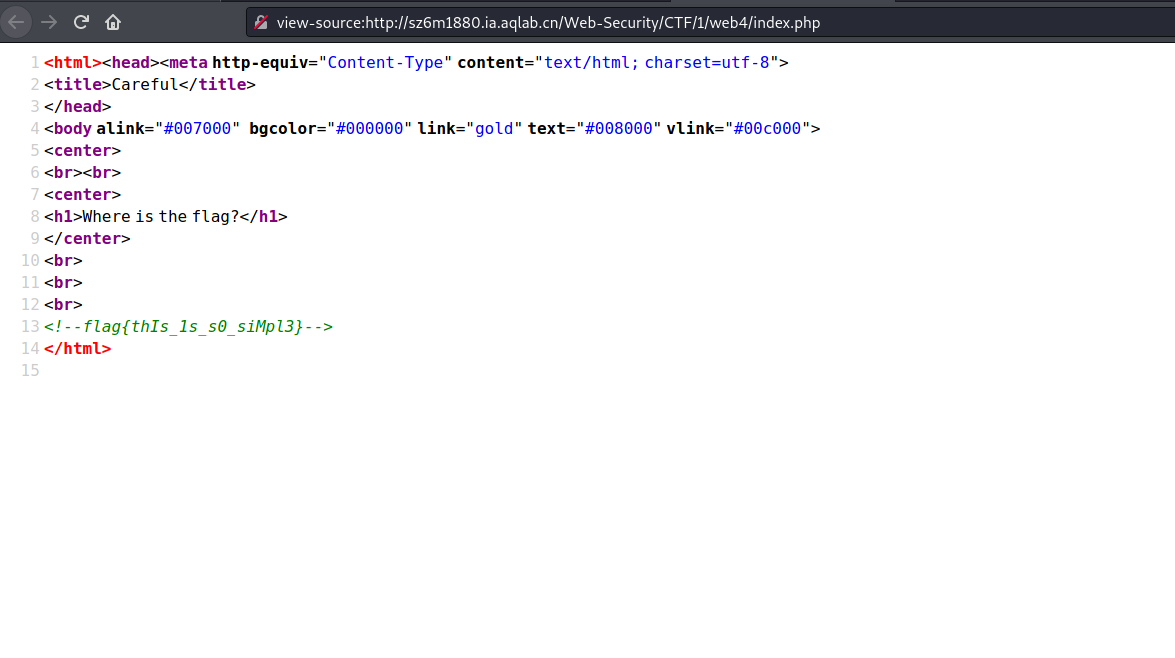 view-source:http://sz6m1880.ia.aqlab.cn/Web-Security/CTF/1/web4/index.php
1 <html><head><meta http-equiv="Content-Type" content="text/html; charset=utf-8">
2 <title>Careful</title>
3 </head>
4 <body alink="#007000" bgcolor="#000000" link="gold" text="#008000" vlink="#00c000">
5 <center>
6 <br><br>
7 <center>
8 <h1>Where is the flag?</h1>
9 </center>
10 <br>
11 <br>
12 <br>
13 <!--flag{thIs_1s_s0_siMpl3}-->
14 </html>
15